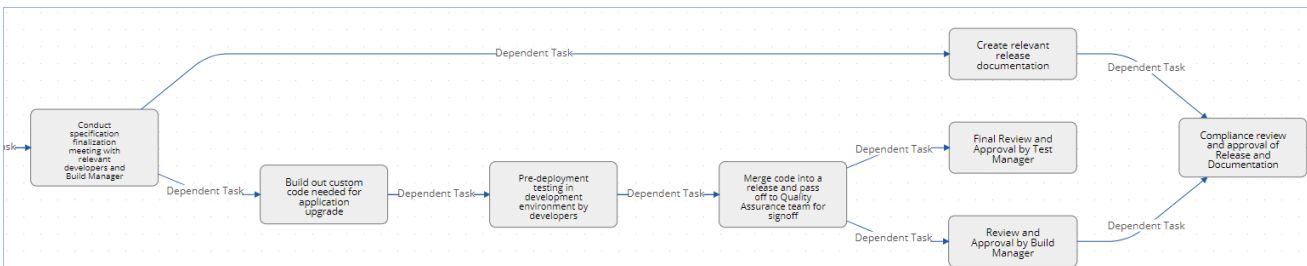 Dependent Task
Create relevant
release
documentation
Dependent Task
Conduct
specification
finalization
meeting with
relevant
developers and
Build Manager
Final Review and
Approval by Test
Manager
Compliance review
and approval of
Release and
Documentation
Dependent Task
Dependent Task
Build out custom
code needed for
application
upgrade
Dependent Task
Pre-deployment
testing in
development
environment by
developers
Dependent Task
Merge code into a
release and pass
off to Quality
Assurance team for
signoff
Dependent Task
Review and
Approval by Build
Manager
Dependent Task